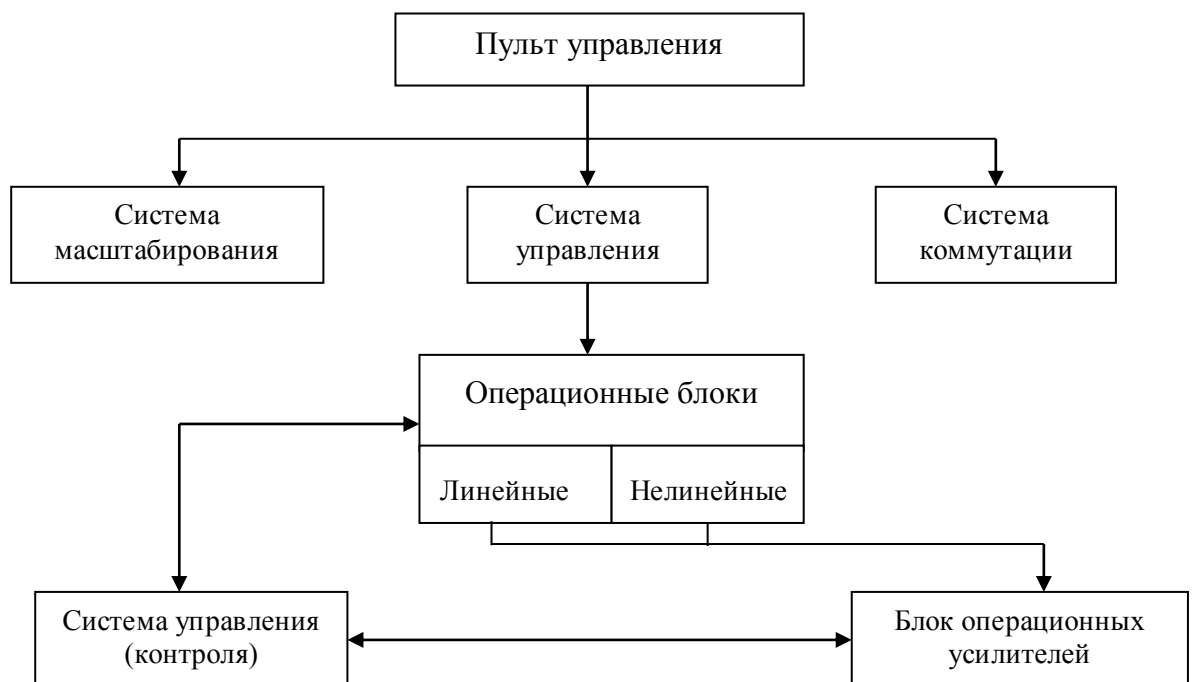 Пульт управления
Система
масштабирования
Система
управления
Система
коммутации
Операционные блоки
Линейные
Нелинейные
Система управления
(контроля)
Блок операционных
усилителей